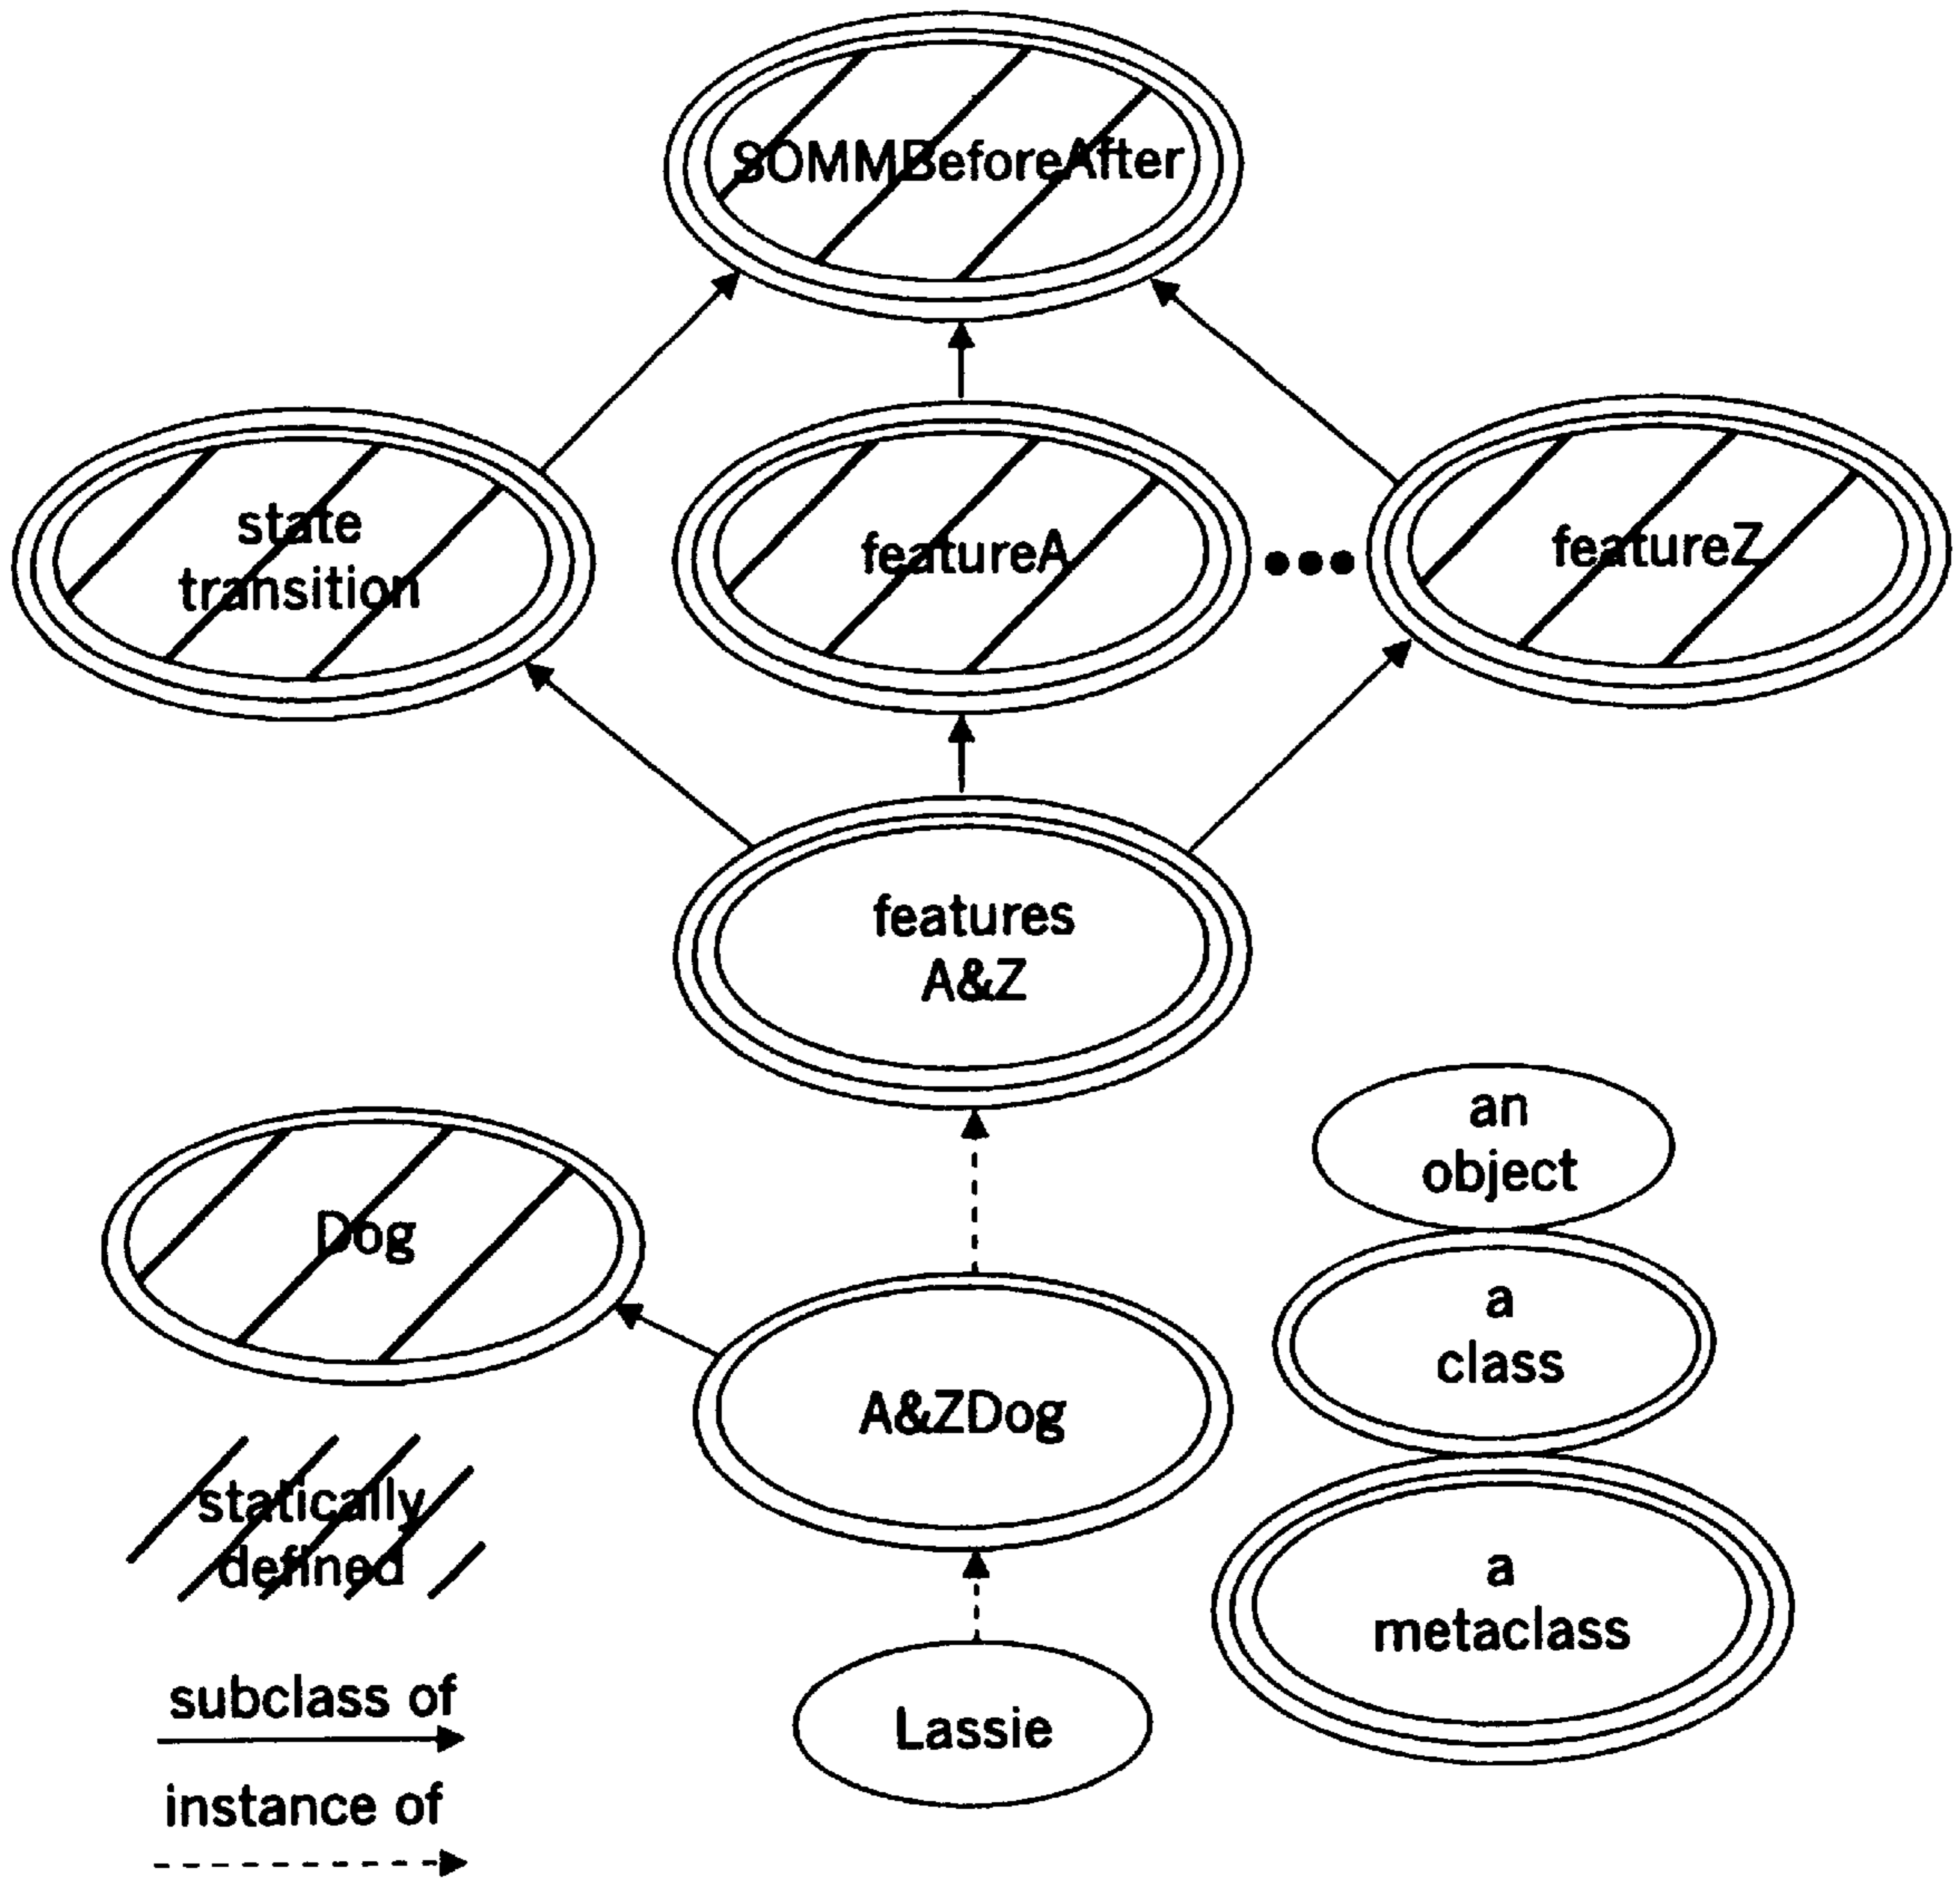 SOMMBeforeAfter
state
transition
featureA
featureZ
features
A&Z
Dog
A&ZDog
Lassie
an
object
a
class
a
metaclass
statically
defined
subclass of
instance of